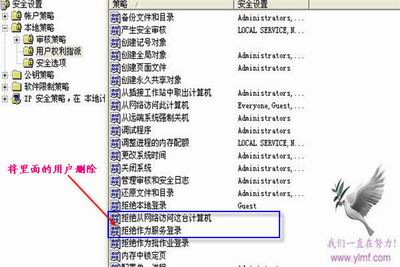 安全设置
帐户策略
本地策略
审核策略
用户权利指派
安全选项
公钥策略
软件限制策略
IP 安全策略，在 本地计
策略 安全设置
备份文件和目录 Administrators,...
产生安全审核 LOCAL SERVICE,N...
创建记号对象
创建全局对象 Administrators,...
创建页面文件 Administrators
创建永久共享对象
从插接工作站中取出计算机 Administrators,...
从网络访问此计算机 Everyone,Guest,...
从远端系统强制关机 Administrators
调试程序 Administrators
调整进程的内存配额 LOCAL SERVICE,N...
更改系统时间 Administrators,...
关闭系统 Administrators,...
管理审核和安全日志 Administrators
还原文件和目录 Administrators,...
拒绝本地登录 Guest
拒绝从网络访问这台计算机
拒绝作为服务登录
拒绝作为批作业登录
内存中锁定页
将里面的用户删除
我们一直在努力！
www.ylmf.com